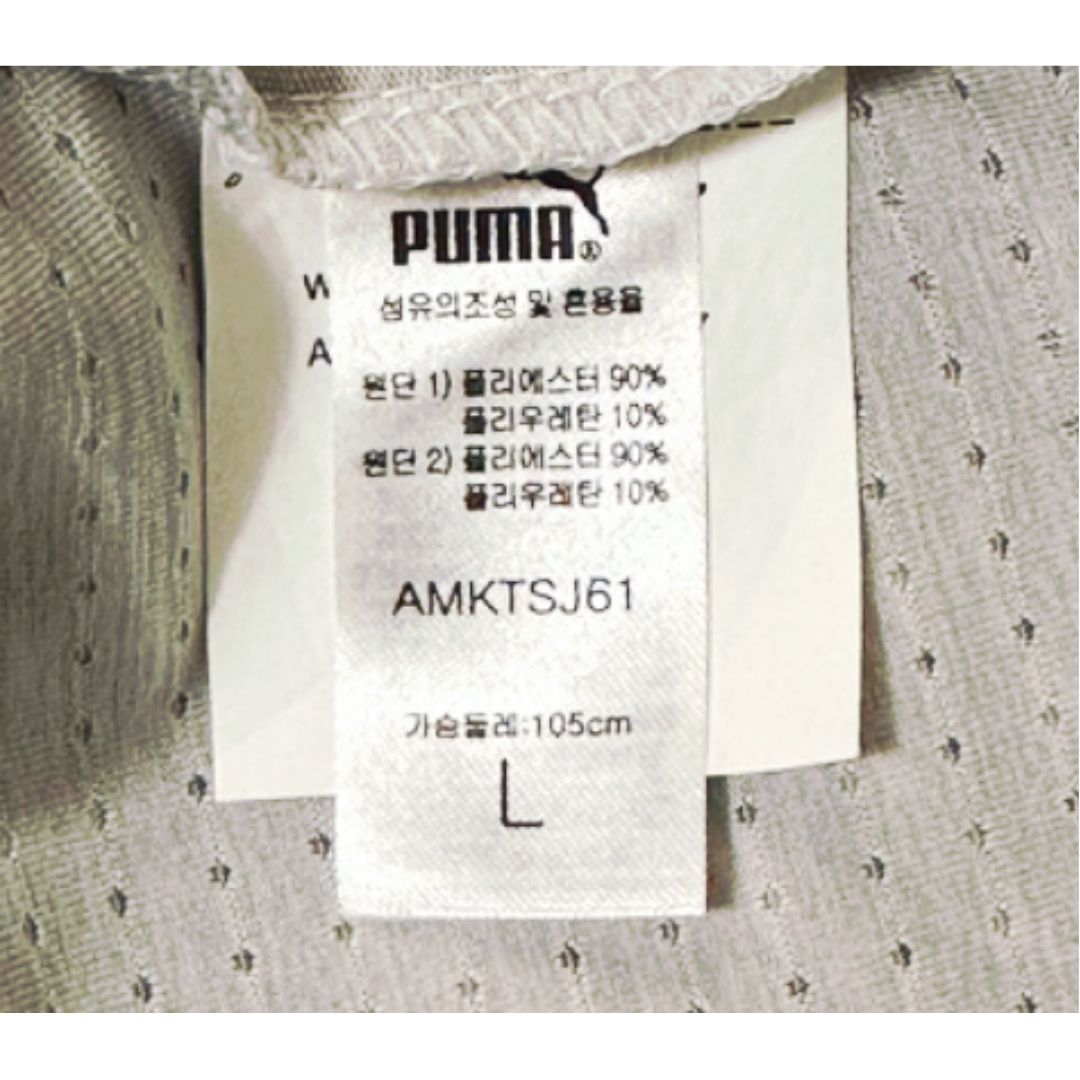 PUMA®
섬유의조성 및 혼용율
W
A
원단 1) 폴리에스터 90%
폴리우레탄 10%
원단 2) 폴리에스터 90%
폴리우레탄 10%
AMKTSJ61
가슴둘레:105cm
L